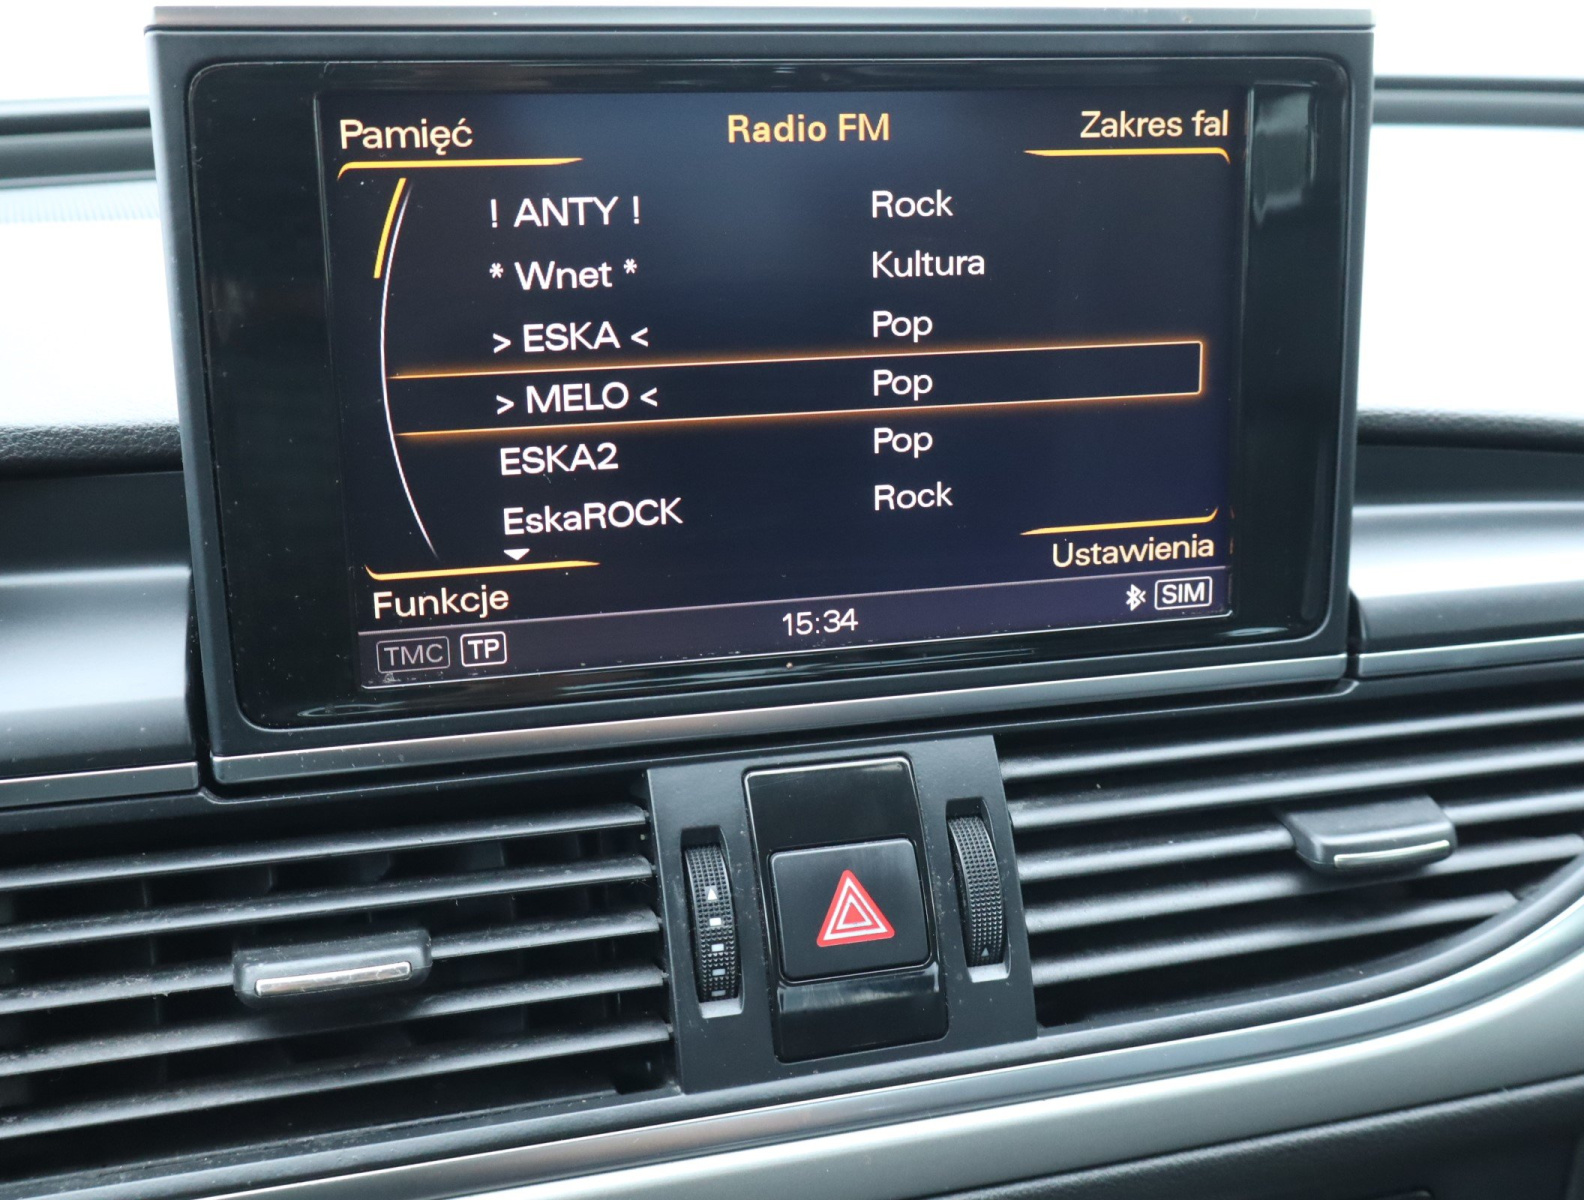 Pamięć Radio FM Zakres fal
! ANTY ! Rock
* Wnet * Kultura
> ESKA < Pop
> MELO < Pop
ESKA2 Pop
EskaROCK Rock
Funkcje Ustawienia
TMC TP 15:34 SIM